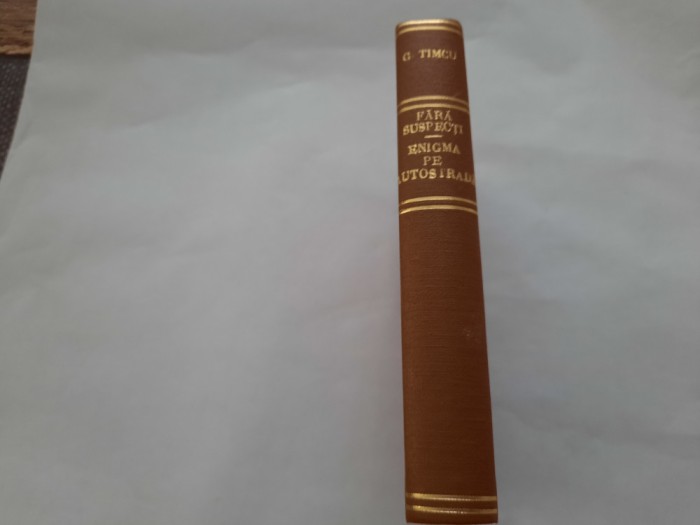 G. TIMCU
FĂRĂ
SUSPECȚI
ENIGMA
PE
AUTOSTRADĂ